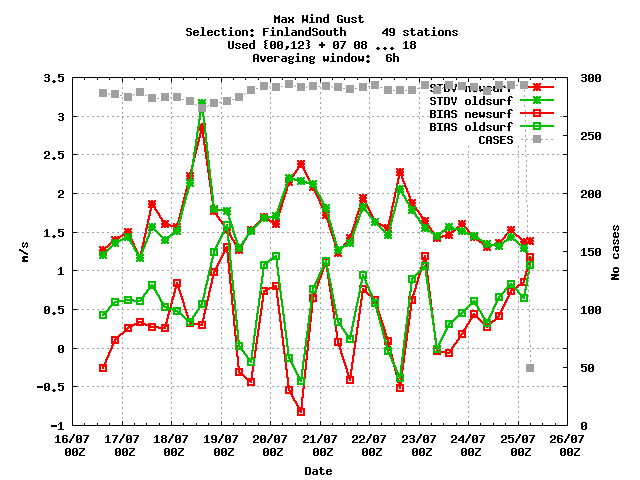 Max Wind Gust
Selection: FinlandSouth 49 stations
Used {00,12} + 07 08 ... 18
Averaging window: 6h
STDV newsurf
STDV oldsurf
BIAS newsurf
BIAS oldsurf
CASES
3.5
3
2.5
2
1.5
1
0.5
0
-0.5
-1
m/s
300
250
200
150
100
50
0
No cases
16/07 17/07 18/07 19/07 20/07 21/07 22/07 23/07 24/07 25/07 26/07
00Z 00Z 00Z 00Z 00Z 00Z 00Z 00Z 00Z 00Z 00Z
Date